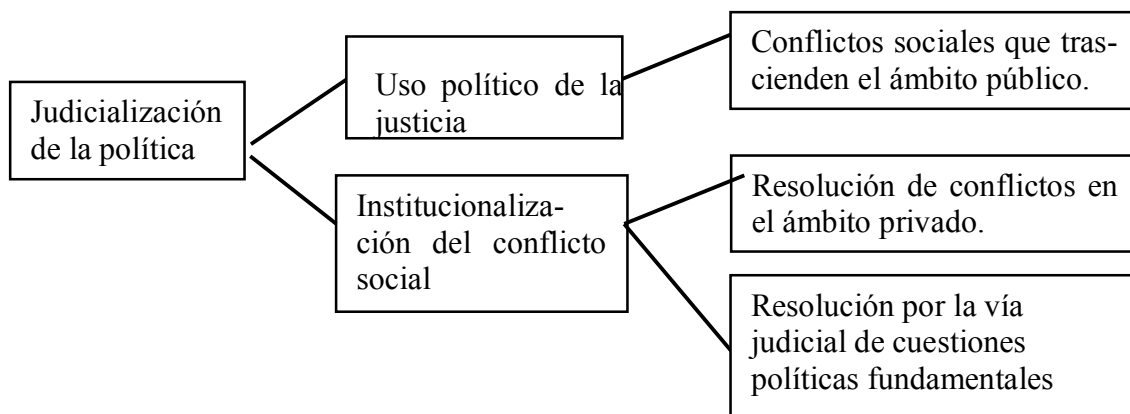 Judicialización
de la política
Uso político de la
justicia
Institucionaliza-
ción del conflicto
social
Conflictos sociales que tras-
cienden el ámbito público.
Resolución de conflictos en
el ámbito privado.
Resolución por la vía
judicial de cuestiones
políticas fundamentales